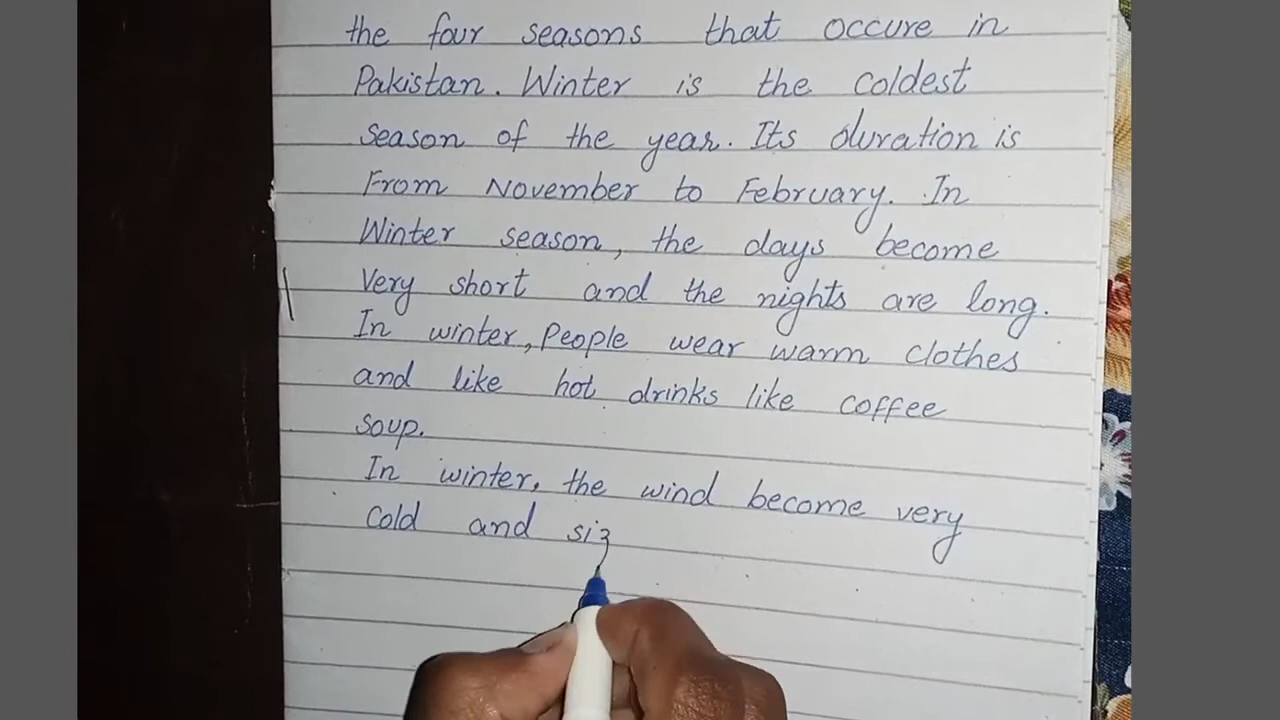 the four seasons that occure in
Pakistan. Winter is the coldest
season of the year. Its duration is
From November to February. In
Winter season, the days become
Very short and the nights are long.
In winter, People wear warm clothes
and like hot drinks like coffee
soup.
In winter, the wind become very
Cold and siz